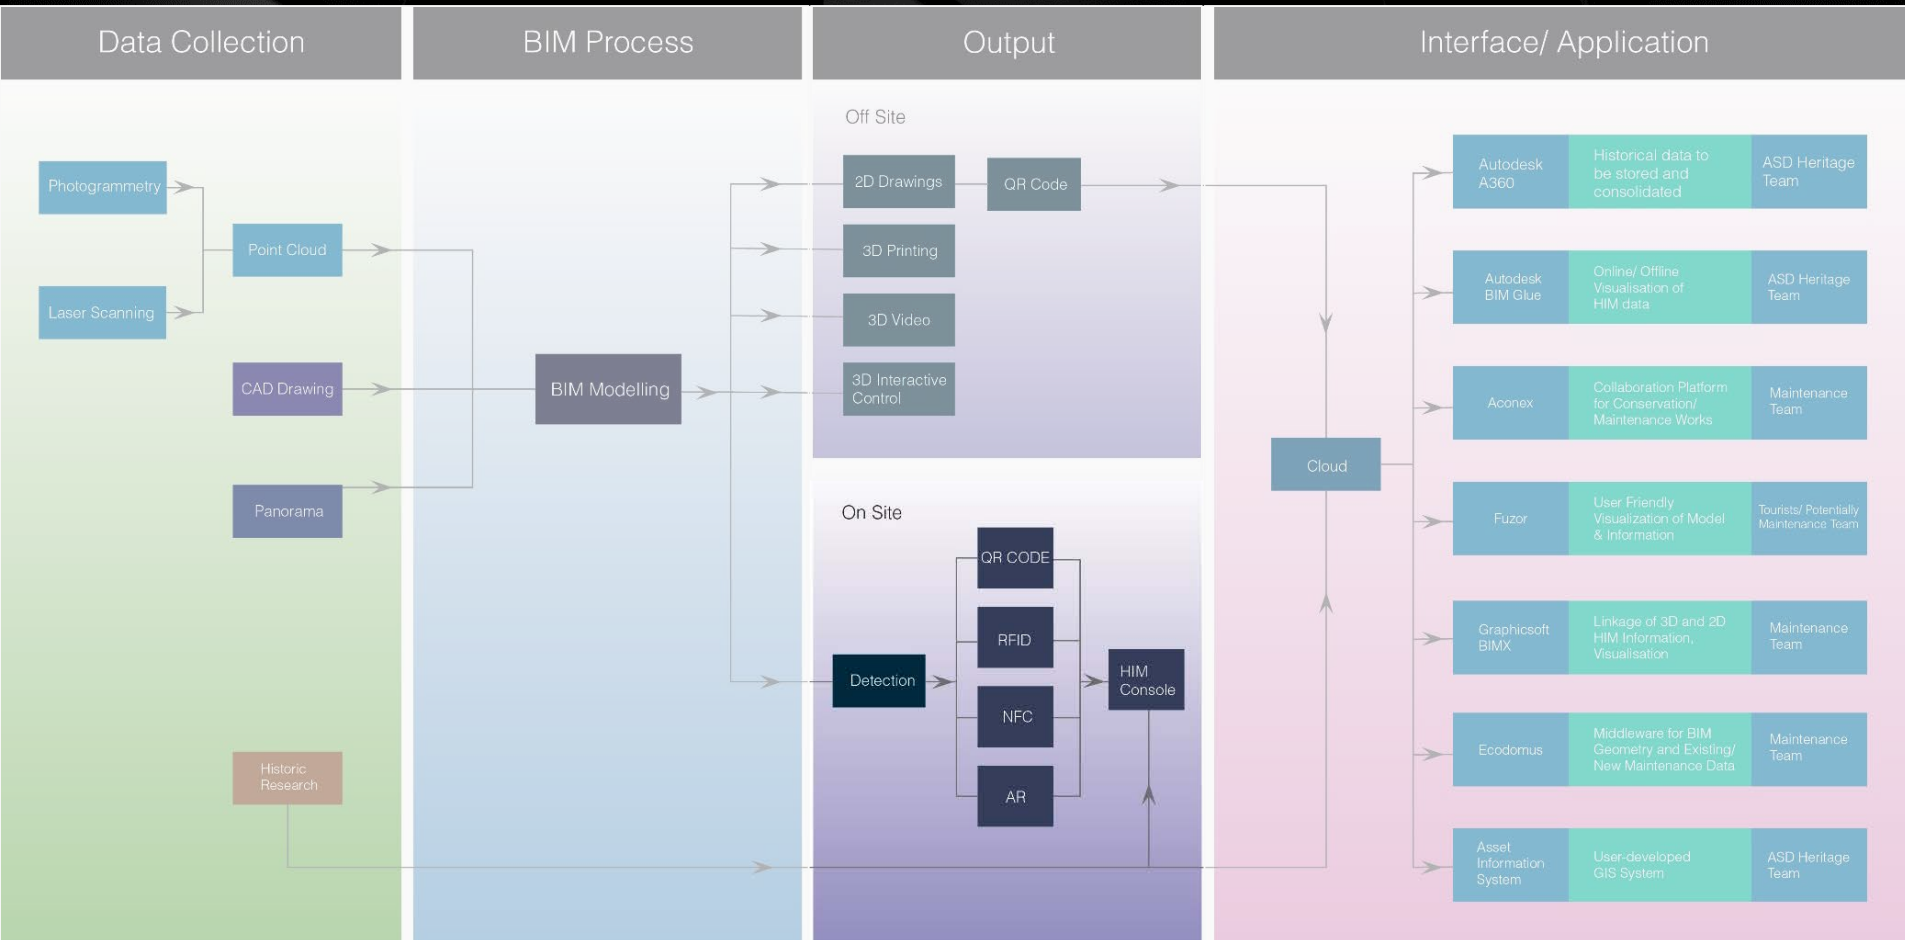 Data Collection
BIM Process
Output
Interface/ Application
Photogrammetry
Point Cloud
Laser Scanning
CAD Drawing
Panorama
Historic
Research
BIM Modelling
Off Site
2D Drawings
QR Code
3D Printing
3D Video
3D Interactive
Control
On Site
QR CODE
RFID
Detection
NFC
AR
HIM
Console
Cloud
Autodesk
A360
Historical data to
be stored and
consolidated
ASD Heritage
Team
Autodesk
BIM Glue
Online/ Offline
Visualisation of
HIM data
ASD Heritage
Team
Aconex
Collaboration Platform
for Conservation/
Maintenance Works
Maintenance
Team
Fuzor
User Friendly
Visualization of Model
& Information
Tourists/ Potentially
Maintenance Team
Graphicsoft
BIMX
Linkage of 3D and 2D
HIM Information,
Visualisation
Maintenance
Team
Ecodomus
Middleware for BIM
Geometry and Existing/
New Maintenance Data
Maintenance
Team
Asset
Information
System
User-developed
GIS System
ASD Heritage
Team